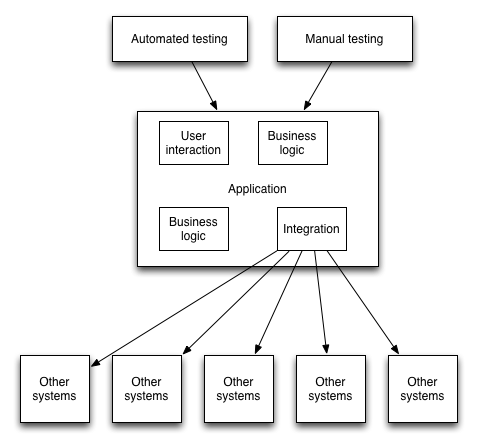 Automated testing
Manual testing
User
interaction
Business
logic
Application
Business
logic
Integration
Other
systems
Other
systems
Other
systems
Other
systems
Other
systems